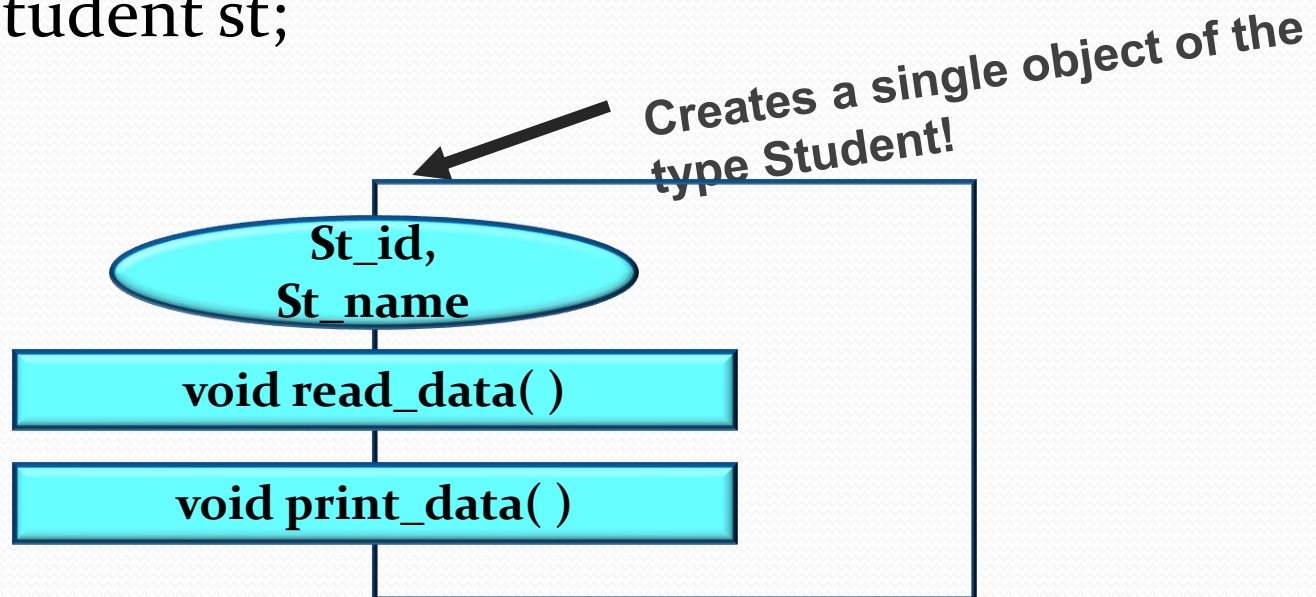 tudent st;
Creates a single object of the
type Student!
St_id,
St_name
void read_data( )
void print_data( )